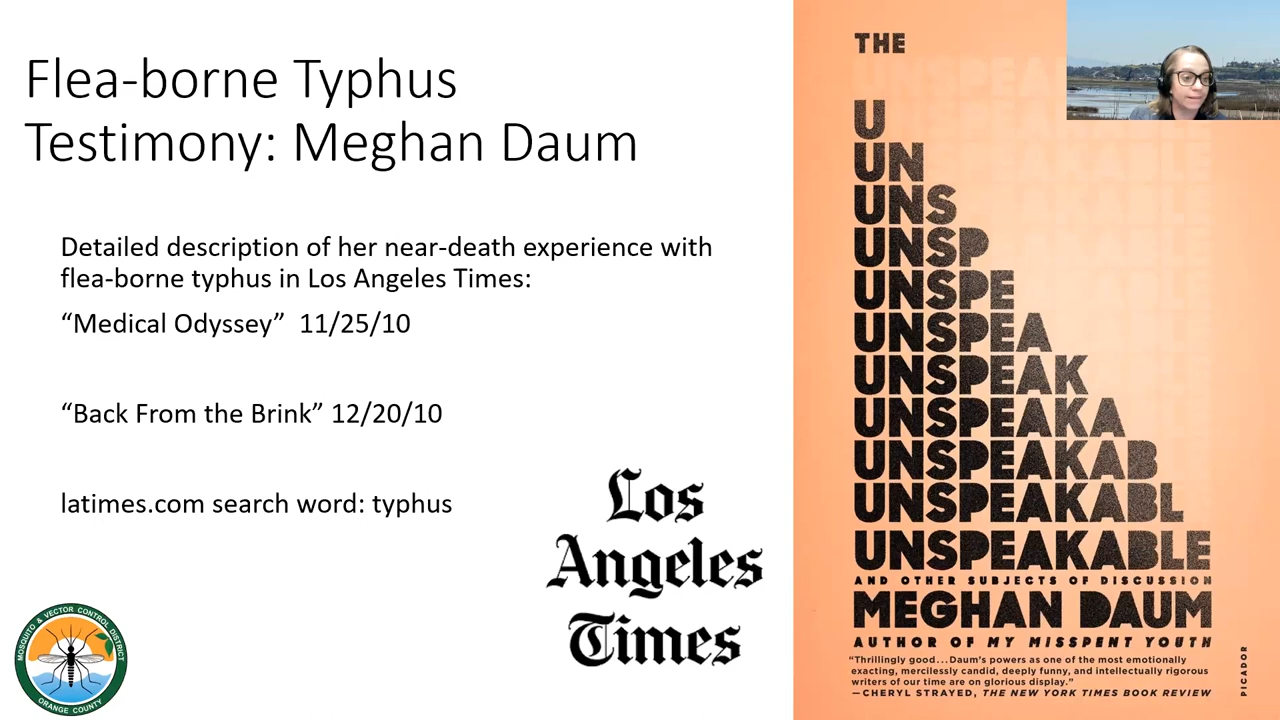 Flea-borne Typhus
Testimony: Meghan Daum
Detailed description of her near-death experience with
flea-borne typhus in Los Angeles Times:
“Medical Odyssey”  11/25/10
“Back From the Brink” 12/20/10
latimes.com search word: typhus
Los
Angeles
Times
MOSQUITO & VECTOR CONTROL DISTRICT
ORANGE COUNTY
THE
U
UN
UNS
UNSP
UNSPE
UNSPEA
UNSPEAK
UNSPEAKA
UNSPEAKAB
UNSPEAKABL
UNSPEAKABLE
AND OTHER SUBJECTS OF DISCUSSION
MEGHAN DAUM
AUTHOR OF MY MISSPENT YOUTH
“Thrillingly good...Daum’s powers as one of the most emotionally
exacting, mercilessly candid, deeply funny, and intellectually rigorous
writers of our time are on glorious display.”
—CHERYL STRAYED, THE NEW YORK TIMES BOOK REVIEW
PICADOR